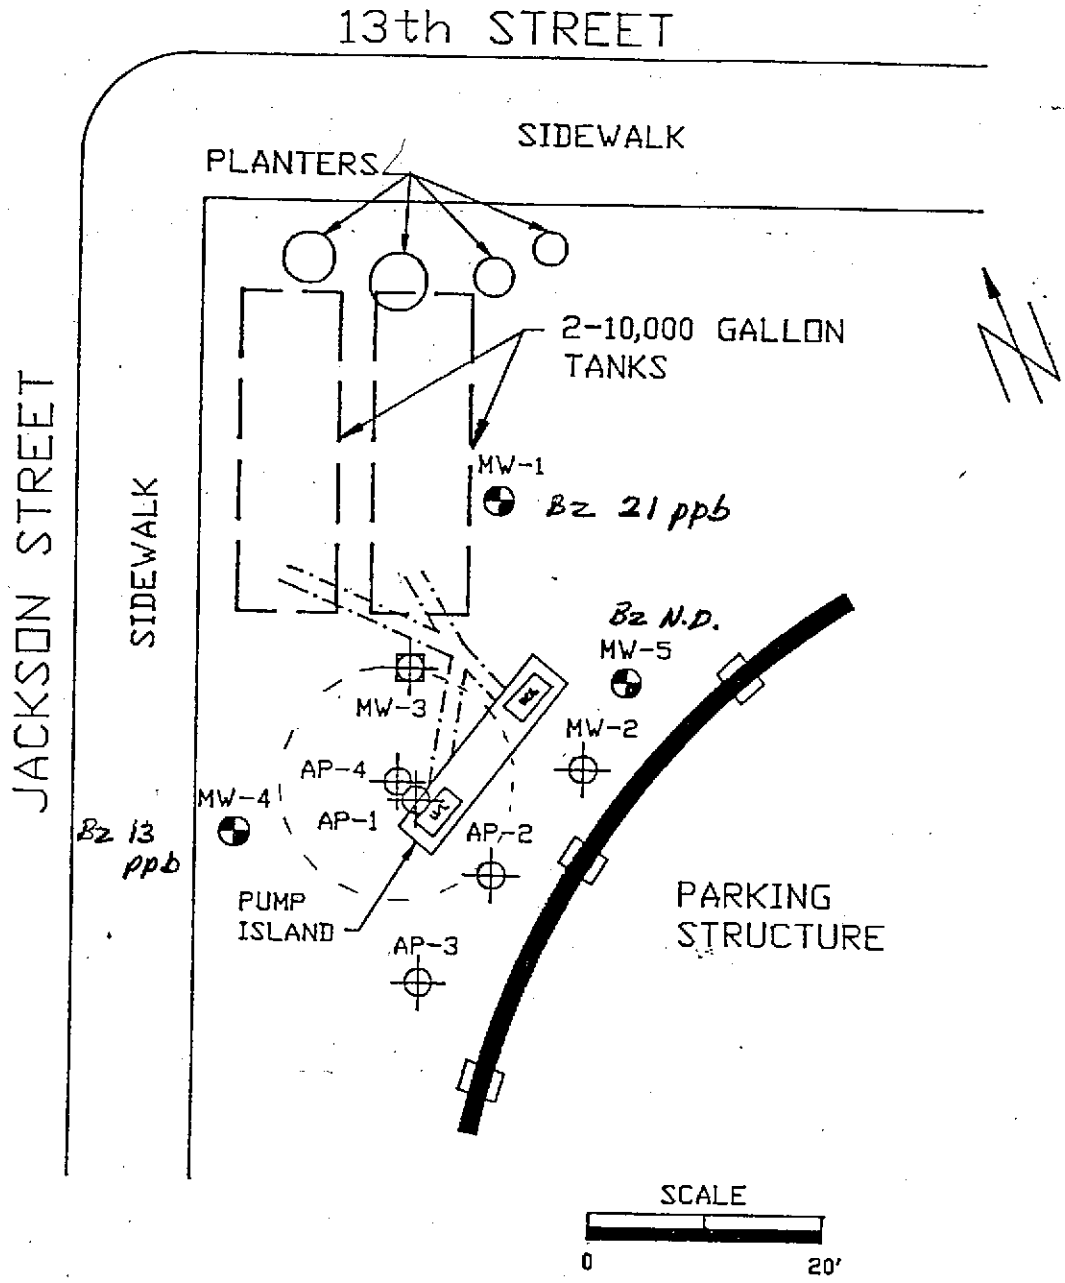 13th STREET
SIDEWALK
PLANTERS
2-10,000 GALLON
TANKS
JACKSON STREET
SIDEWALK
MW-1
Bz 21 ppb
Bz N.D.
MW-5
MW-3
MW-2
AP-4
MW-4
AP-1
AP-2
Bz 13
ppb
PUMP
ISLAND
PARKING
STRUCTURE
AP-3
SCALE
0 20'